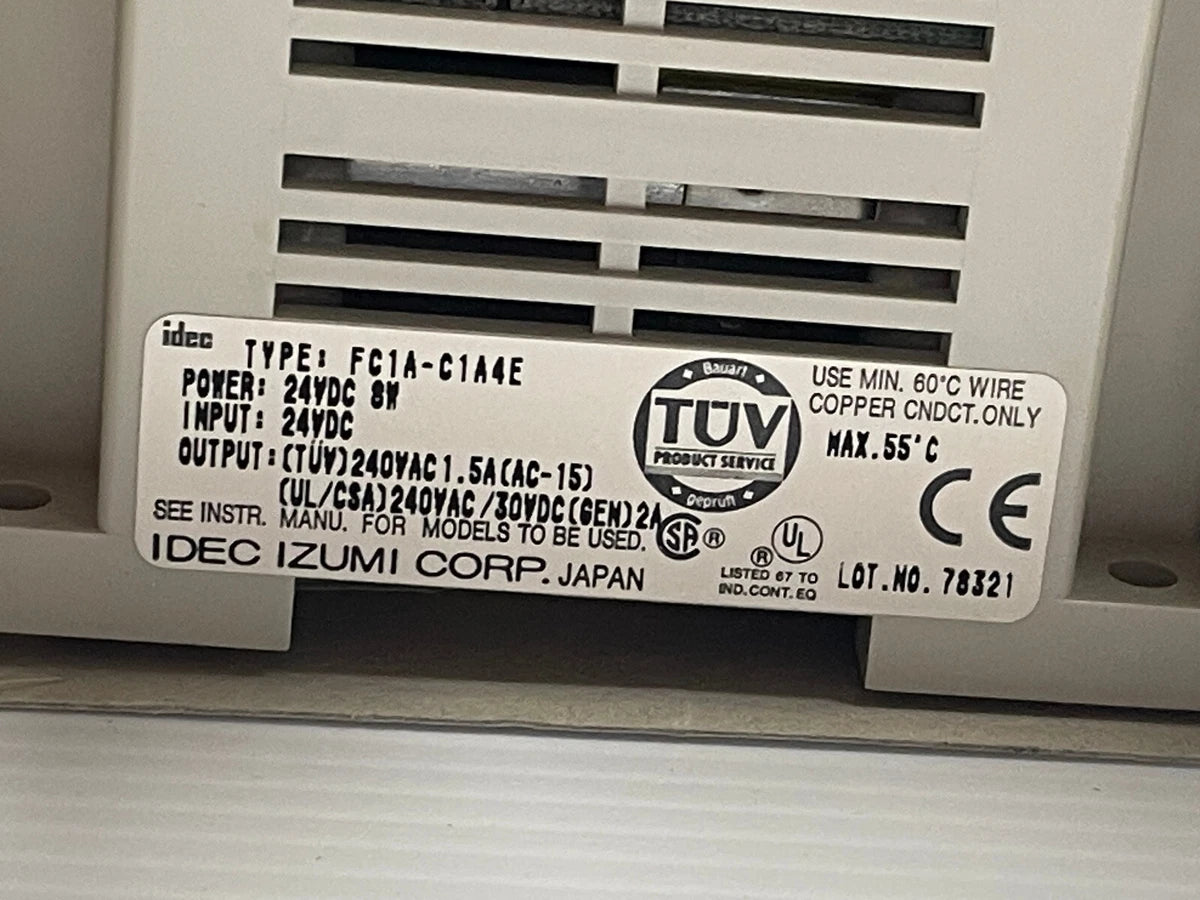 idec
TYPE: FC1A-C1A4E
POWER: 24VDC 8W
INPUT: 24VDC
OUTPUT:(TÜV)240VAC1.5A(AC-15)
(UL/CSA)240VAC/30VDC(GEN)2A
SEE INSTR. MANU. FOR MODELS TO BE USED.
IDEC IZUMI CORP. JAPAN
Bauart
TÜV
PRODUCT SERVICE
geprüft
SA ®
® UL
LISTED 67 TO
IND.CONT.EQ
USE MIN. 60°C WIRE
COPPER CNDCT.ONLY
MAX.55°C
CE
LOT.NO. 78321